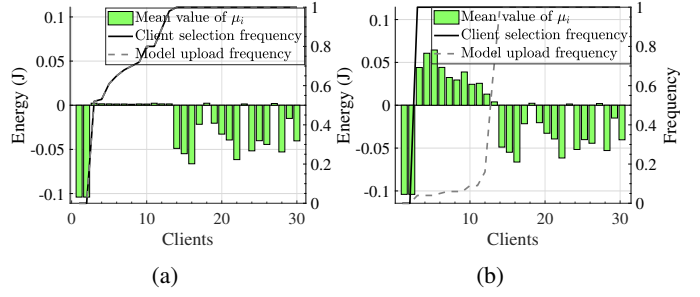 0.1
0.05
0
-0.05
-0.1
Energy (J)
0
10
20
30
Clients
1
0.8
0.6
0.4
0.2
0
Mean value of μᵢ
Client selection frequency
Model upload frequency
(a)
0.1
0.05
0
-0.05
-0.1
Energy (J)
0
10
20
30
Clients
1
0.8
0.6
0.4
0.2
0
Frequency
Mean value of μᵢ
Client selection frequency
Model upload frequency
(b)